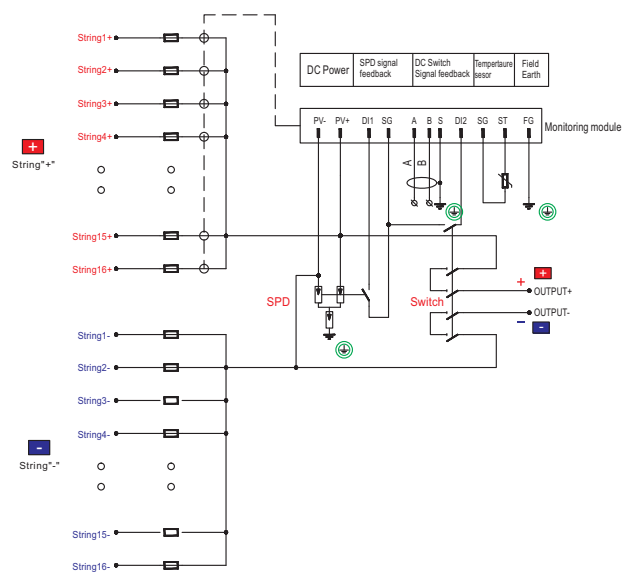 String1+
String2+
String3+
String4+
+
String"+"
String15+
String16+
DC Power
SPD signal
feedback
DC Switch
Signal feedback
Tempertaure
sesor
Field
Earth
PV-
PV+
DI1
SG
A
B
S
DI2
SG
ST
FG
Monitoring module
A
B
SPD
Switch
+
+
OUTPUT+
OUTPUT-
-
-
String1-
String2-
String3-
String4-
-
String"-"
String15-
String16-